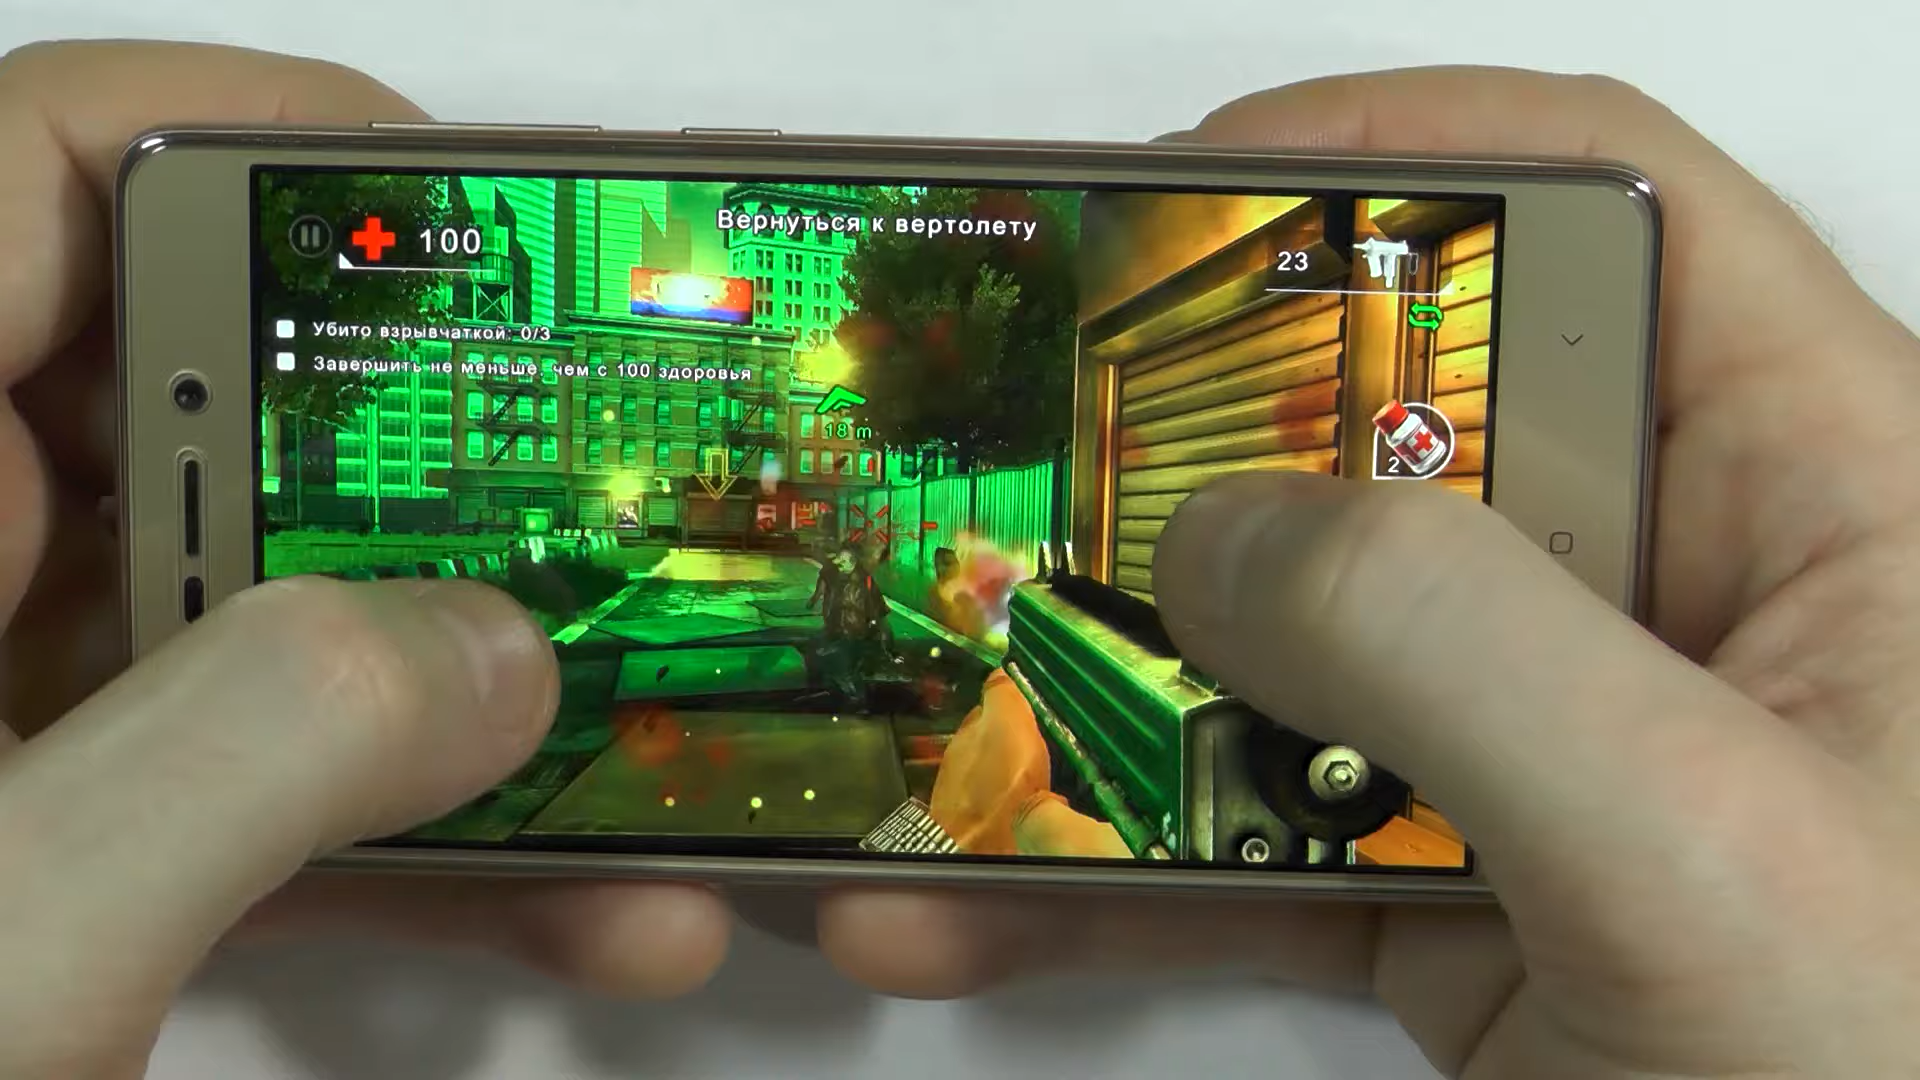 100
Вернуться к вертолету
23
Убито взрывчаткой: 0/3
Завершить не меньше, чем с 100 здоровья
18 m
2